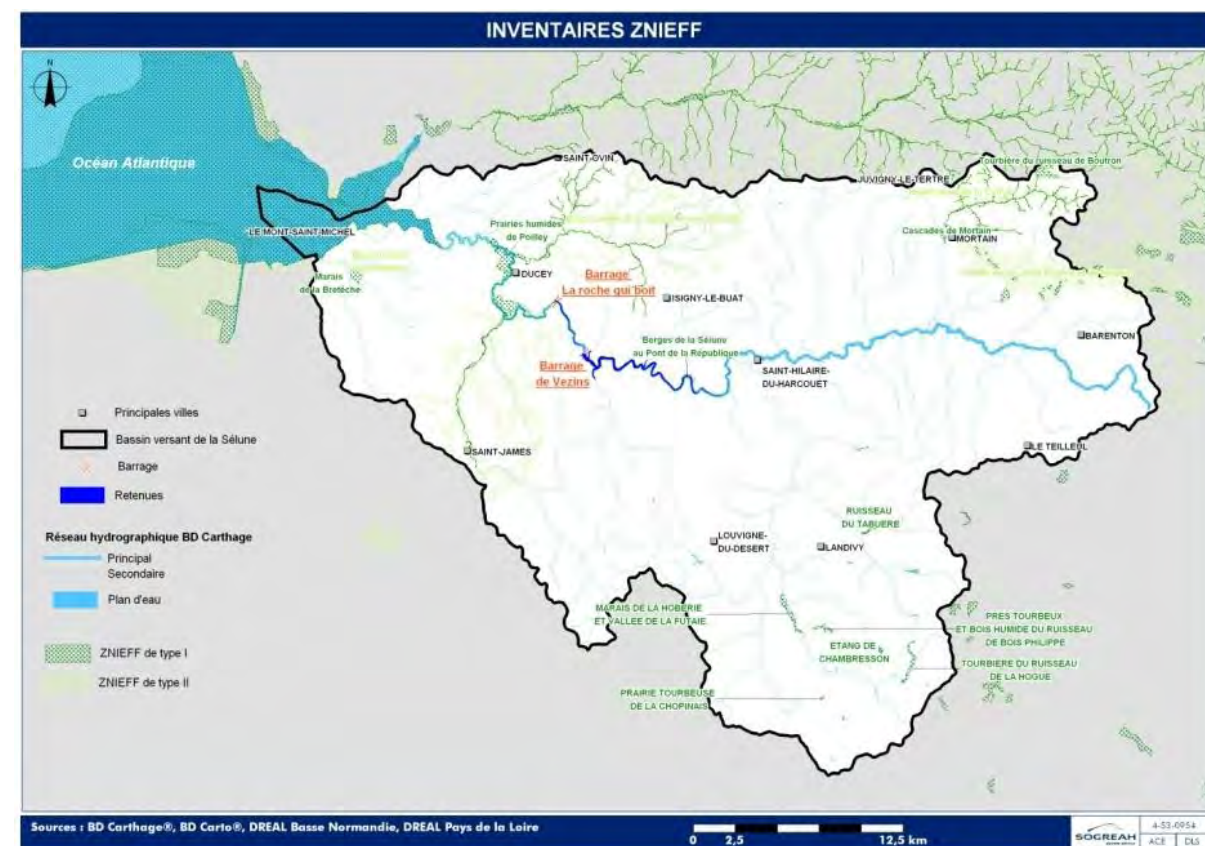 INVENTAIRES ZNIEFF
N
Océan Atlantique
SAINT-OVIN
JUVIGNY-LE-TERTRE
Tourbière du ruisseau de Boutron
LE MONT-SAINT-MICHEL
Prairies humides
de Poilley
Cascades de Mortain
MORTAIN
Marais
de la Bretèche
DUCEY
Barrage
La roche qui boit
ISIGNY-LE-BUAT
Berges de la Sélune
au Pont de la République
BARENTON
Barrage
de Vezins
SAINT-HILAIRE-
DU-HARCOUET
SAINT-JAMES
LE TEILLEUL
RUISSEAU
DU TABUERE
LOUVIGNE-
DU-DESERT
LANDIVY
MARAIS DE LA HOBERIE
ET VALLEE DE LA FUTAIE
PRES TOURBEUX
ET BOIS HUMIDE DU RUISSEAU
DE BOIS PHILIPPE
ETANG DE
CHAMBRESSON
TOURBIERE DU RUISSEAU
DE LA HOGUE
PRAIRIE TOURBEUSE
DE LA CHOPINAIS
Principales villes
Bassin versant de la Sélune
Barrage
Retenues
Réseau hydrographique BD Carthage
Principal
Secondaire
Plan d'eau
ZNIEFF de type I
ZNIEFF de type II
Sources : BD Carthage®, BD Carto®, DREAL Basse Normandie, DREAL Pays de la Loire
0 2,5 12,5 km
SOGREAH
4-53-0954
ACE DLS